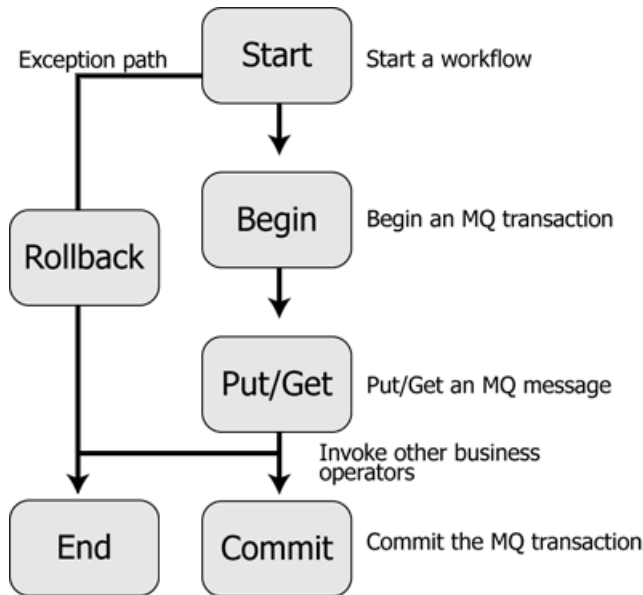 Exception path
Start
Start a workflow
Begin
Begin an MQ transaction
Rollback
Put/Get
Put/Get an MQ message
Invoke other business
operators
End
Commit
Commit the MQ transaction